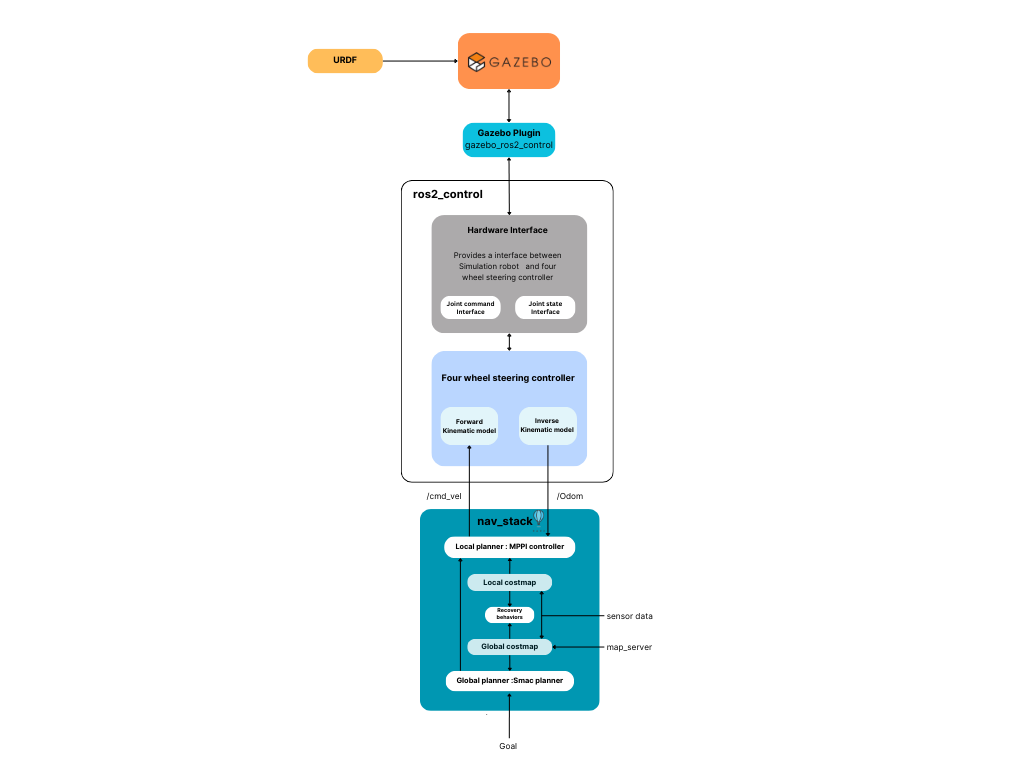 URDF
GAZEBO
Gazebo Plugin
gazebo_ros2_control
ros2_control
Hardware Interface
Provides a interface between
Simulation robot and four
wheel steering controller
Joint command
Interface
Joint state
Interface
Four wheel steering controller
Forward
Kinematic model
Inverse
Kinematic model
/cmd_vel
/Odom
nav_stack
Local planner : MPPI controller
Local costmap
Recovery
behaviors
sensor data
Global costmap
map_server
Global planner :Smac planner
Goal